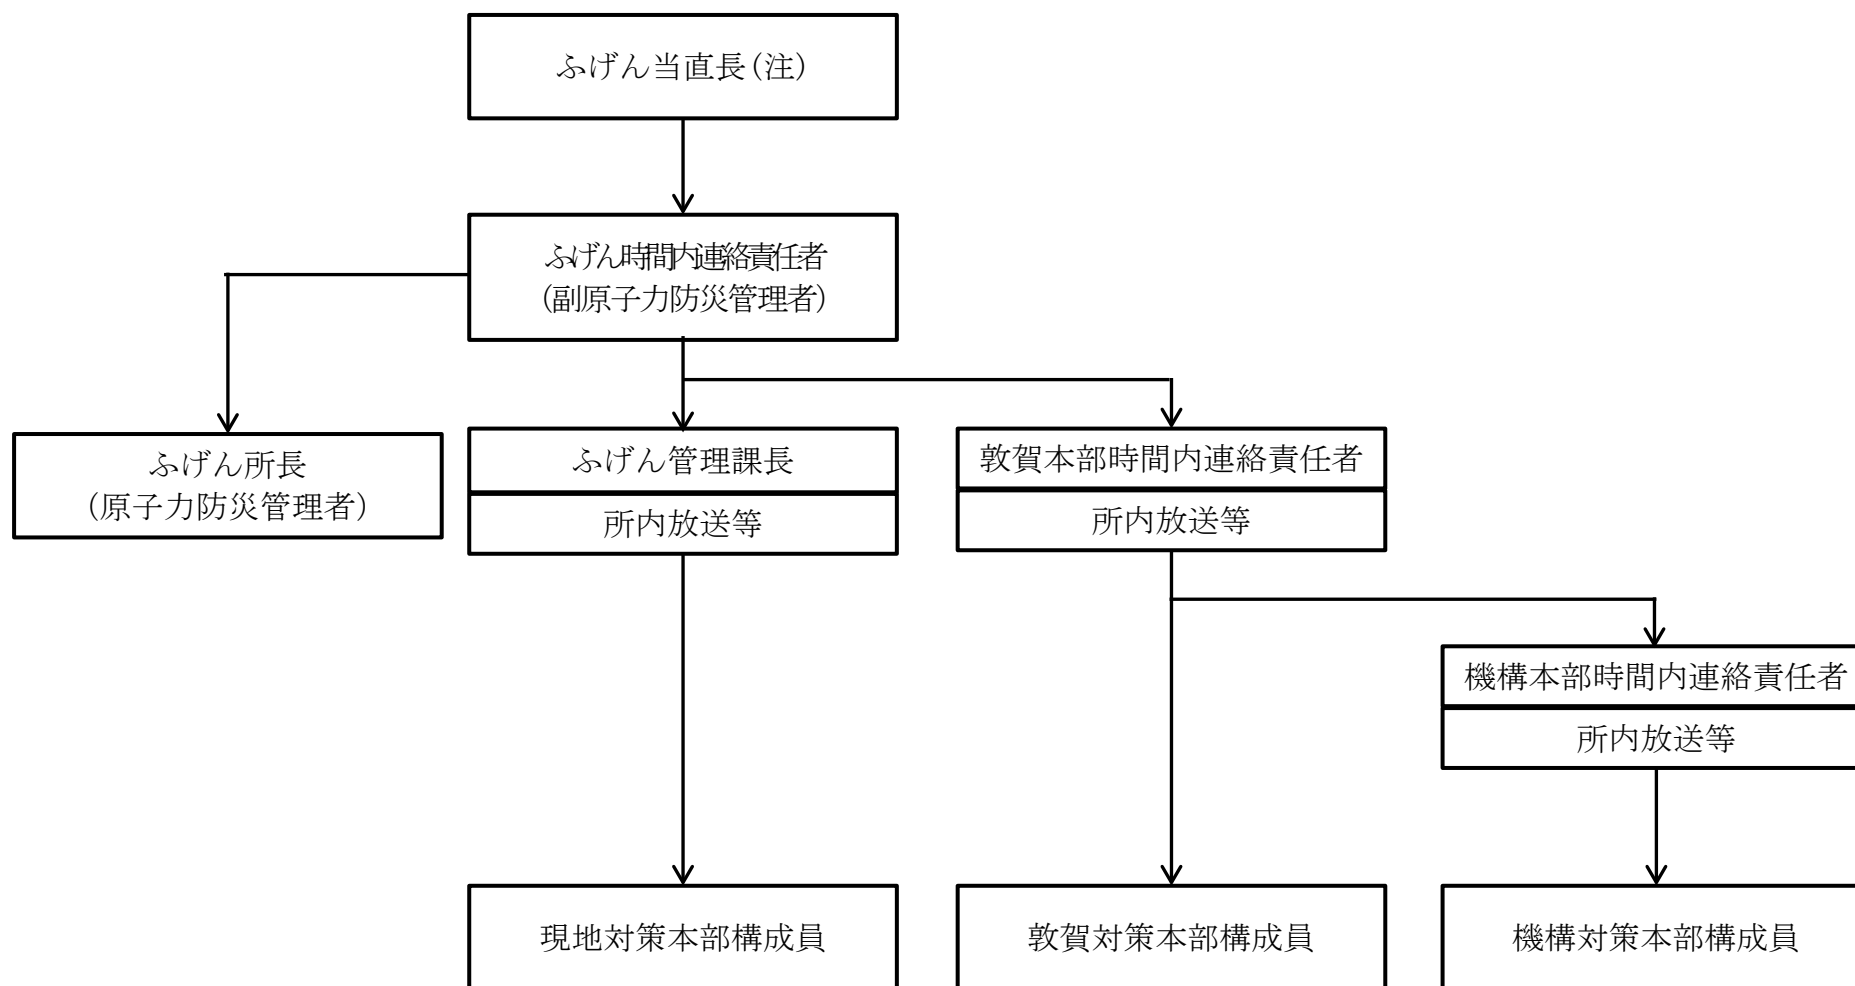 ふげん当直長(注)
ふげん時間内連絡責任者
(副原子力防災管理者)
ふげん所長
(原子力防災管理者)
ふげん管理課長
所内放送等
敦賀本部時間内連絡責任者
所内放送等
機構本部時間内連絡責任者
所内放送等
現地対策本部構成員
敦賀対策本部構成員
機構対策本部構成員